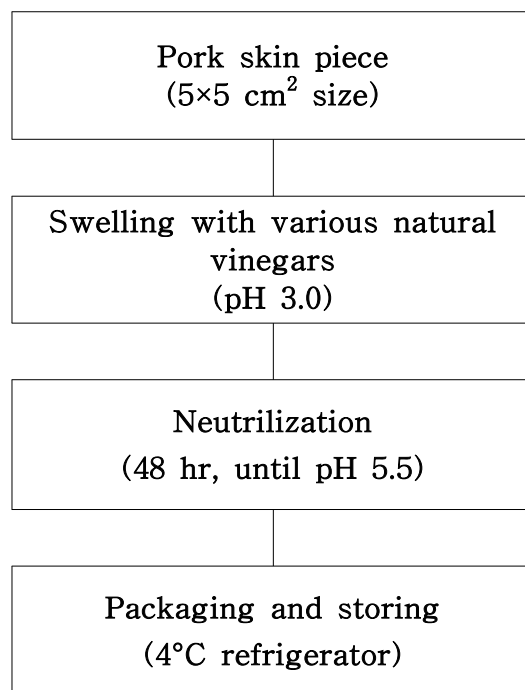 Pork skin piece
(5×5 cm² size)
Swelling with various natural
vinegars
(pH 3.0)
Neutrilization
(48 hr, until pH 5.5)
Packaging and storing
(4°C refrigerator)